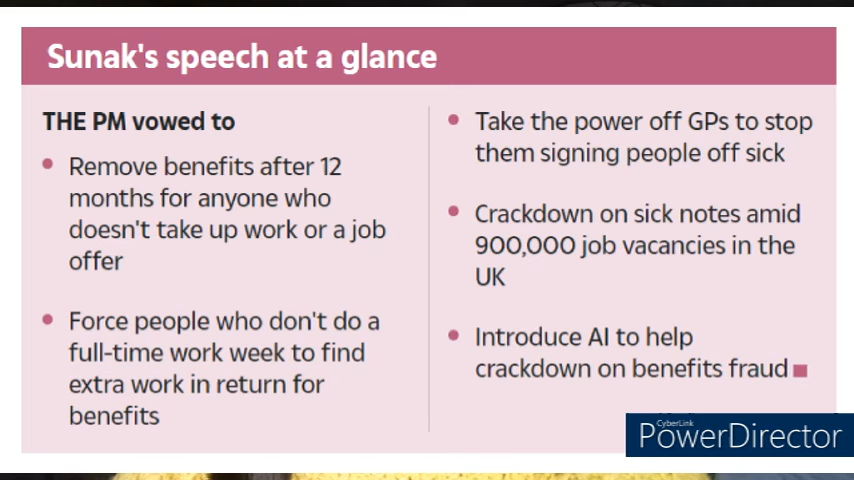 Sunak's speech at a glance
THE PM vowed to
• Remove benefits after 12
months for anyone who
doesn't take up work or a job
offer
• Force people who don't do a
full-time work week to find
extra work in return for
benefits
• Take the power off GPs to stop
them signing people off sick
• Crackdown on sick notes amid
900,000 job vacancies in the
UK
• Introduce AI to help
crackdown on benefits fraud
CyberLink
PowerDirector